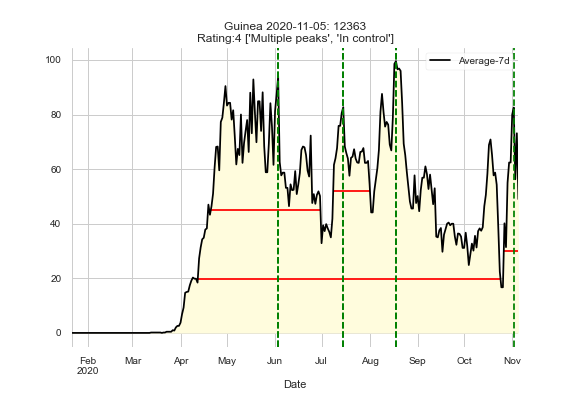 Guinea 2020-11-05: 12363
Rating:4 ['Multiple peaks', 'In control']
Average-7d
100
80
60
40
20
0
Feb Mar Apr May Jun Jul Aug Sep Oct Nov
2020
Date